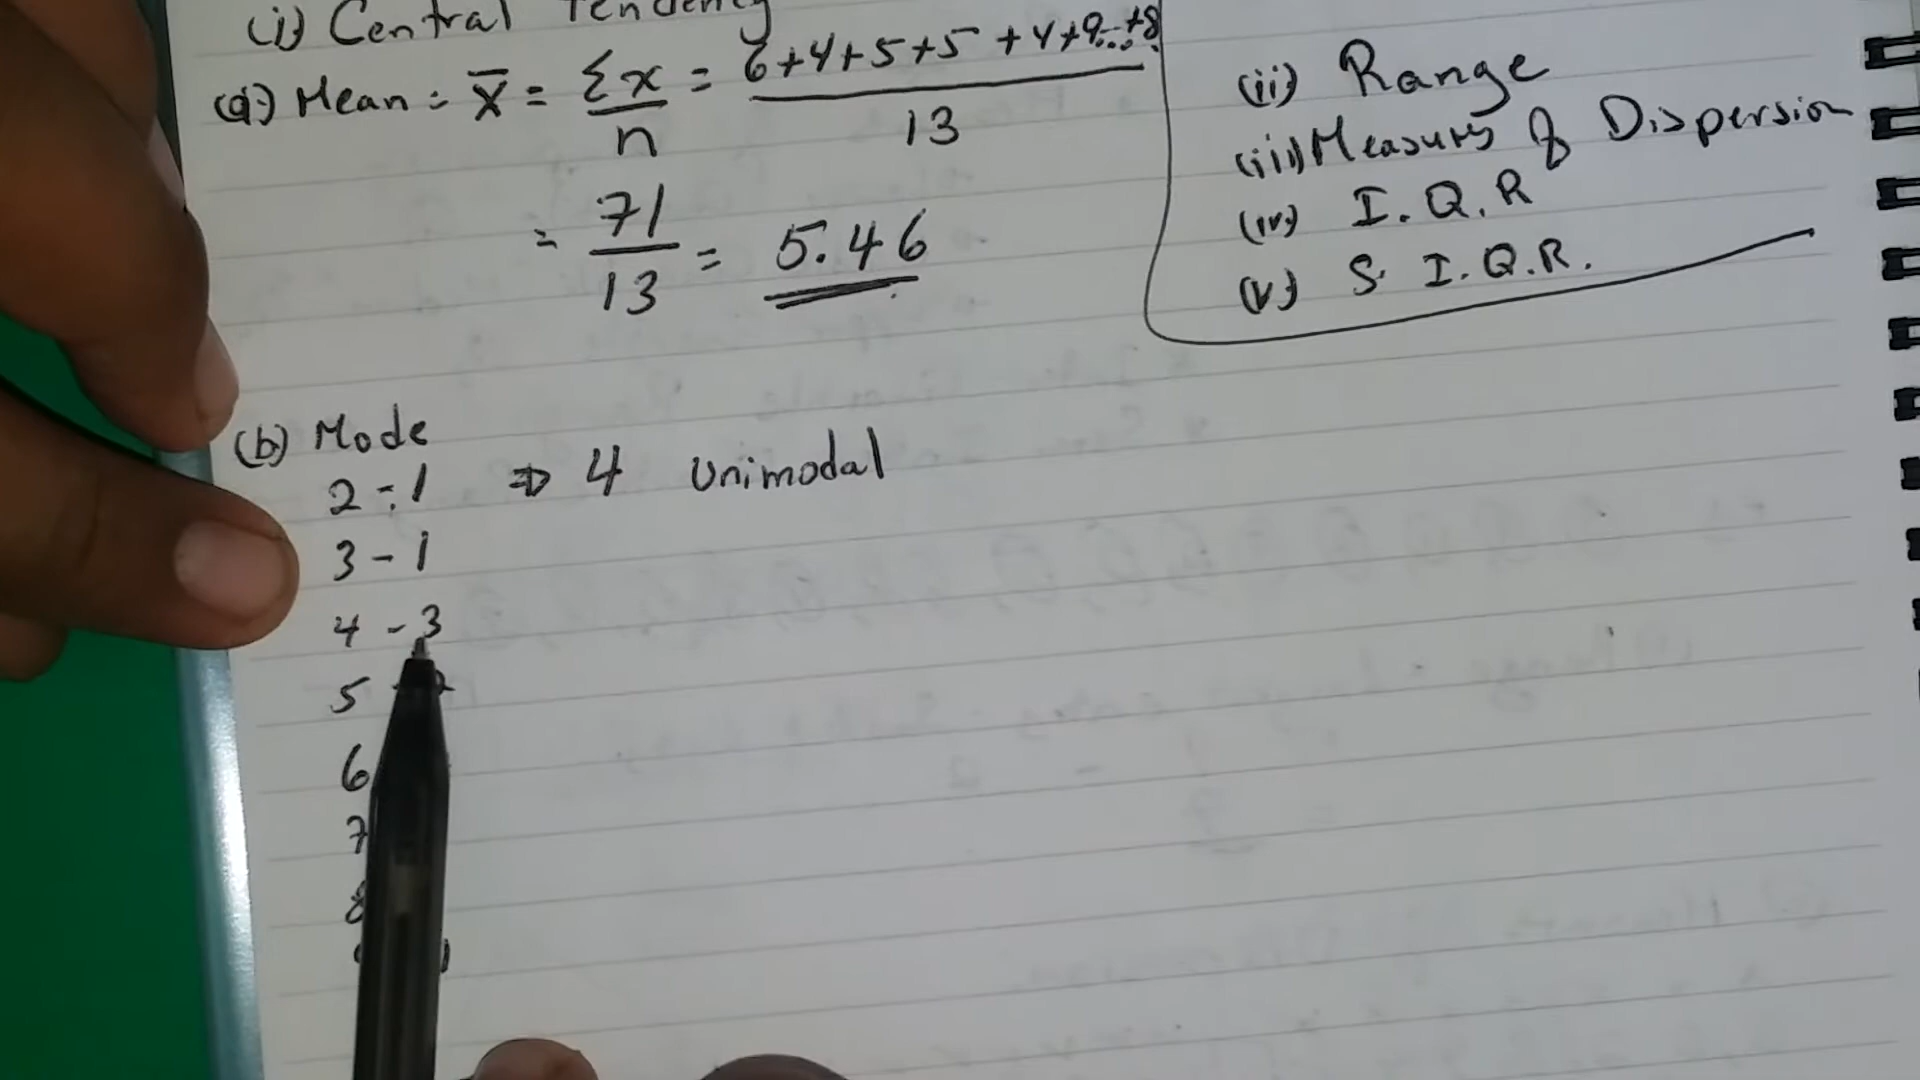 (i) Central Tendency
(a) Mean = x̄ = Σx/n = 6+4+5+5+4+9...+8/13
= 71/13 = 5.46
(b) Mode
2 - 1 ⇒ 4 Unimodal
3 - 1
4 - 3
5
6
7
8
(ii) Range
(iii) Measures of Dispersion
(iv) I.Q.R
(v) S I.Q.R.